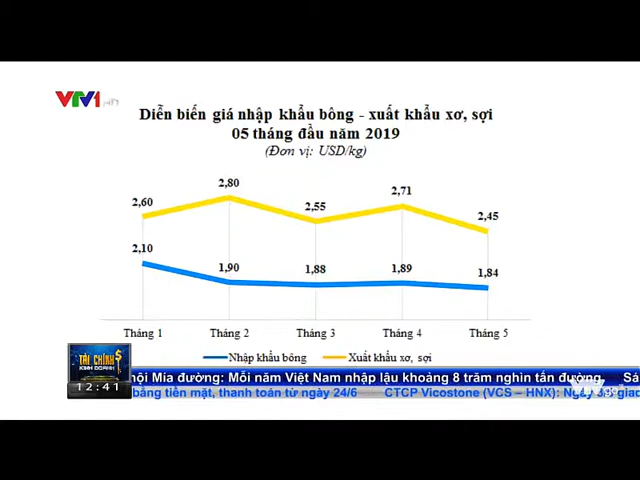 VTV1 HD
Diễn biến giá nhập khẩu bông - xuất khẩu xơ, sợi
05 tháng đầu năm 2019
(Đơn vị: USD/kg)
2,60
2,80
2,55
2,71
2,45
2,10
1,90
1,88
1,89
1,84
Tháng 1
Tháng 2
Tháng 3
Tháng 4
Tháng 5
Nhập khẩu bông
Xuất khẩu xơ, sợi
TÀI CHÍNH
KINH DOANH
12:41
hội Mía đường: Mỗi năm Việt Nam nhập lậu khoảng 8 trăm nghìn tấn đường
bằng tiền mặt, thanh toán từ ngày 24/6 CTCP Vicostone (VCS – HNX): Ngày